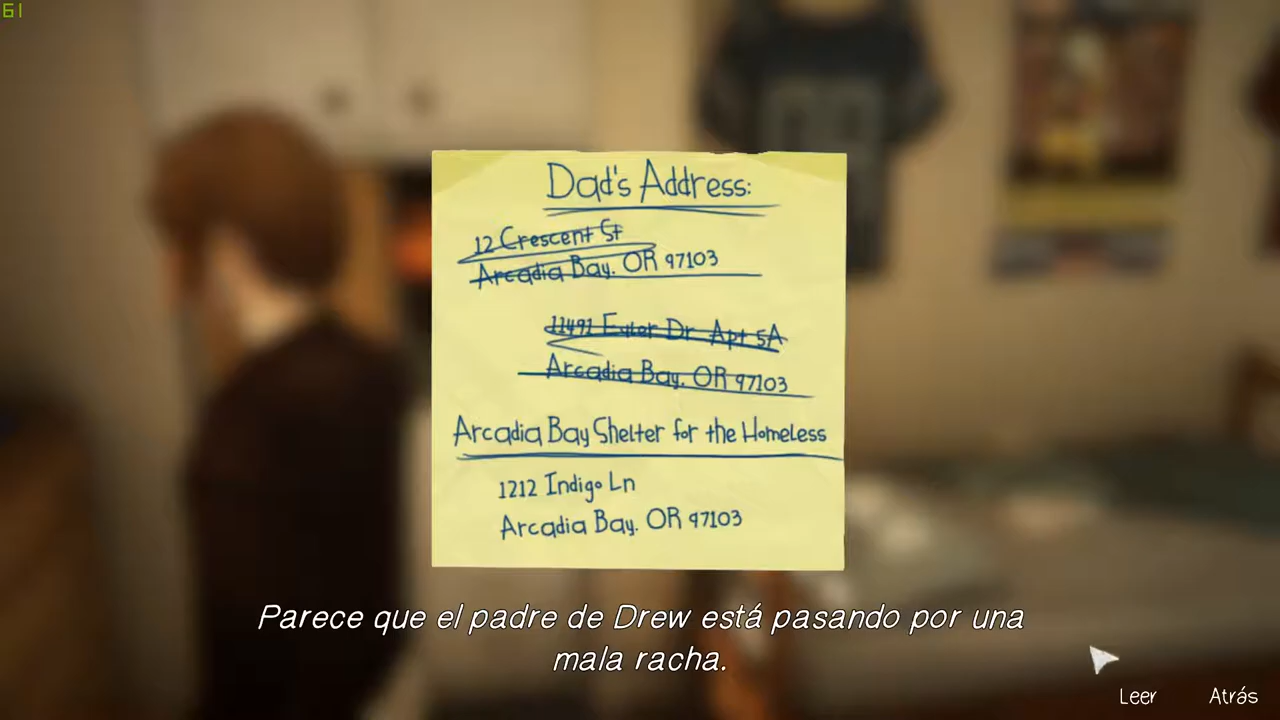 61
Dad's Address:
12 Crescent St
Arcadia Bay, OR 97103
Dr Apt 5A
Arcadia Bay, OR 97103
Arcadia Bay Shelter for the Homeless
1212 Indigo Ln
Arcadia Bay, OR 97103
Parece que el padre de Drew está pasando por una
mala racha.
Leer Atrás